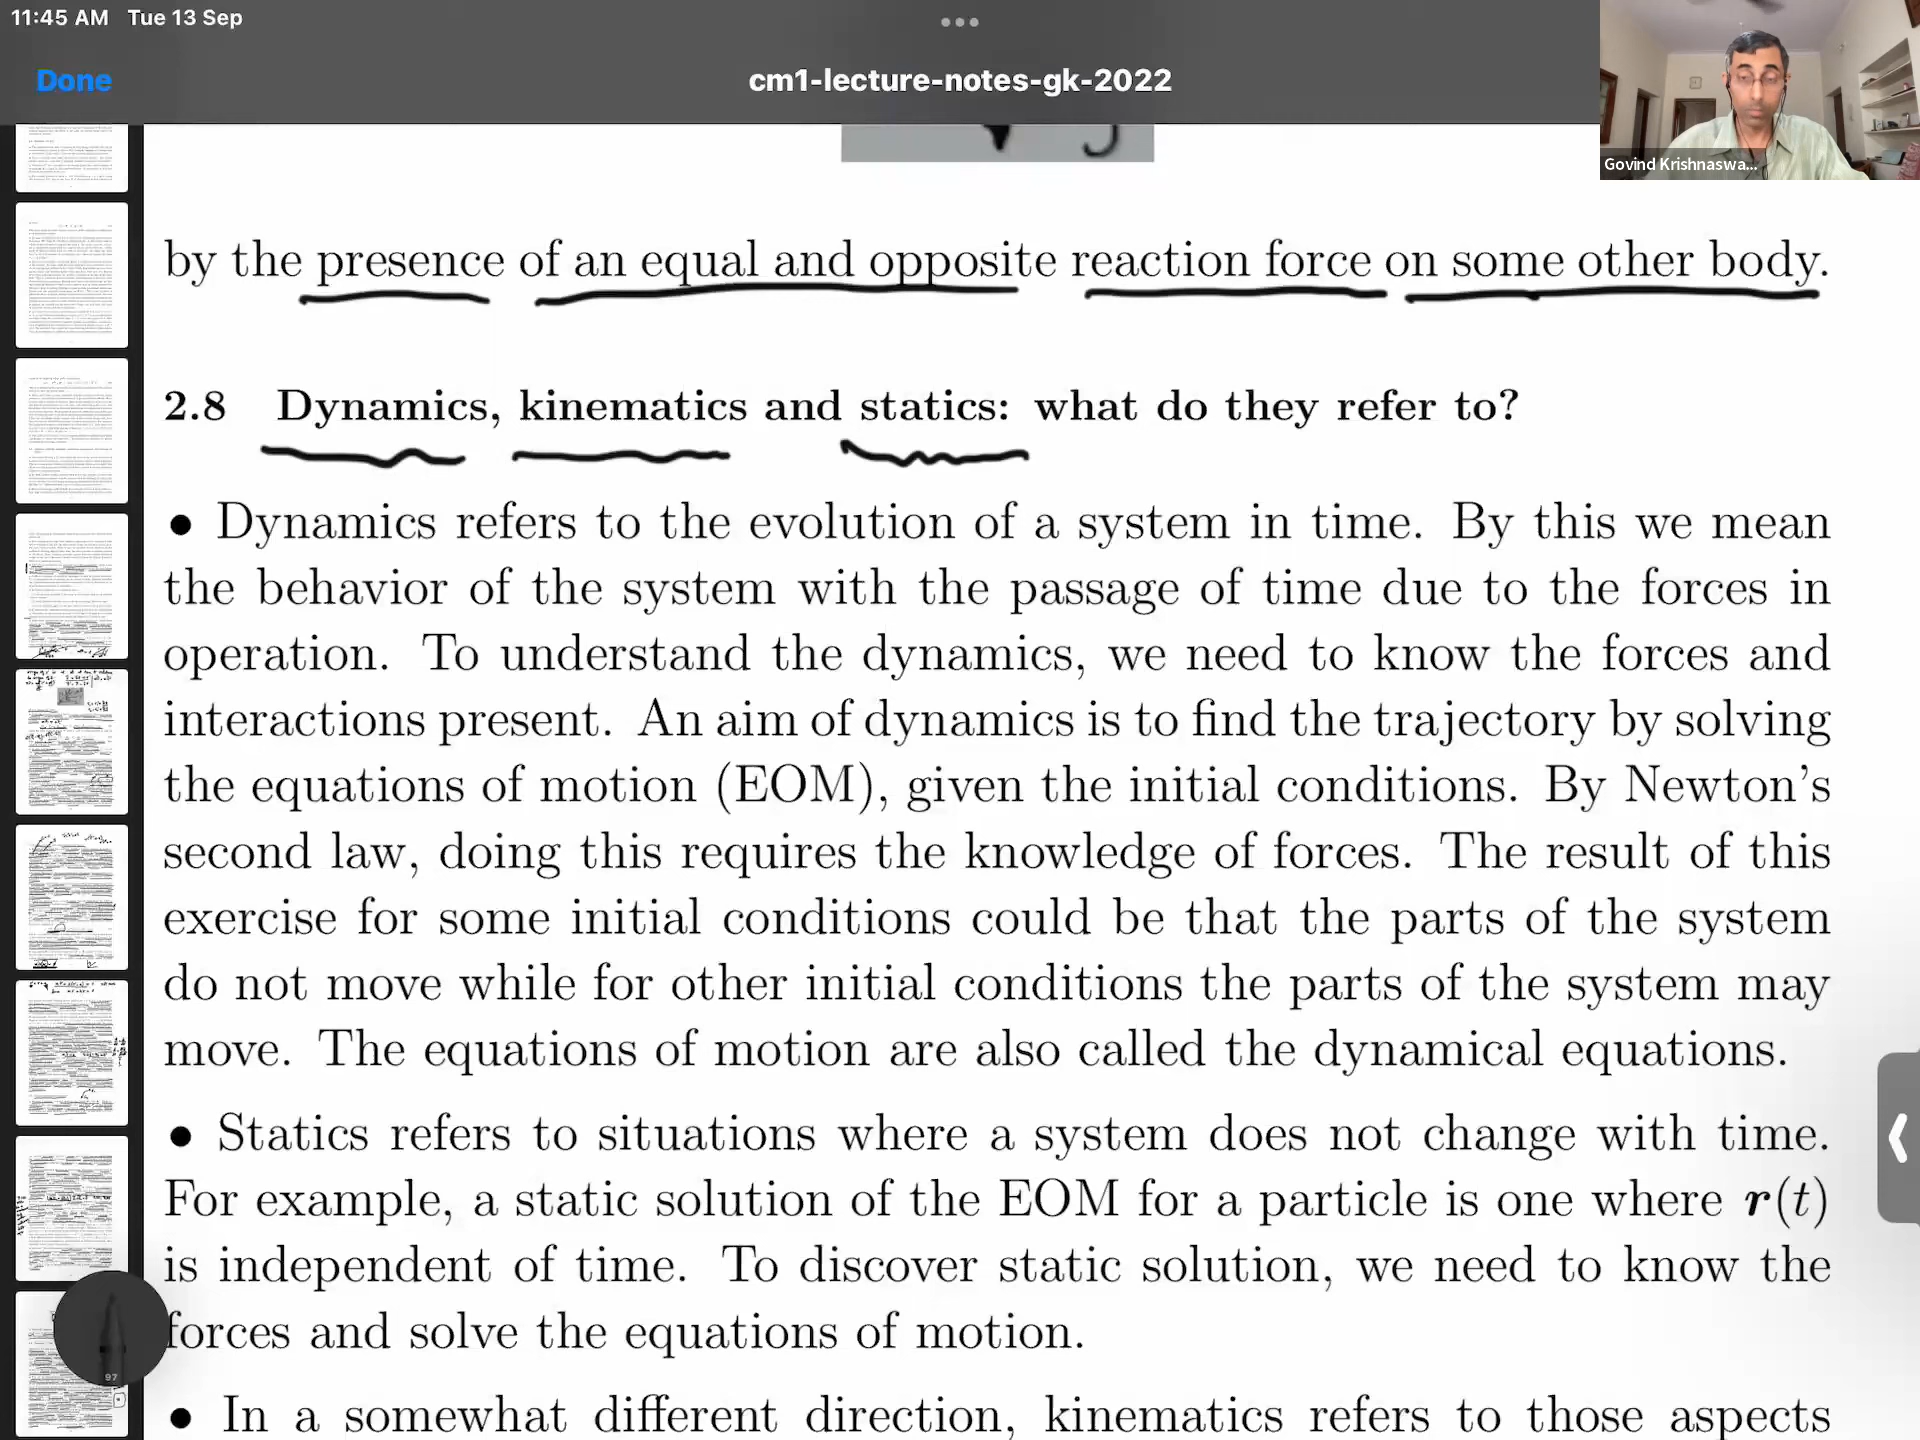 11:45 AM Tue 13 Sep
Done
cm1-lecture-notes-gk-2022
Govind Krishnaswa...
by the presence of an equal and opposite reaction force on some other body.
2.8 Dynamics, kinematics and statics: what do they refer to?
• Dynamics refers to the evolution of a system in time. By this we mean
the behavior of the system with the passage of time due to the forces in
operation. To understand the dynamics, we need to know the forces and
interactions present. An aim of dynamics is to find the trajectory by solving
the equations of motion (EOM), given the initial conditions. By Newton's
second law, doing this requires the knowledge of forces. The result of this
exercise for some initial conditions could be that the parts of the system
do not move while for other initial conditions the parts of the system may
move. The equations of motion are also called the dynamical equations.
• Statics refers to situations where a system does not change with time.
For example, a static solution of the EOM for a particle is one where r(t)
is independent of time. To discover static solution, we need to know the
forces and solve the equations of motion.
97
• In a somewhat different direction, kinematics refers to those aspects